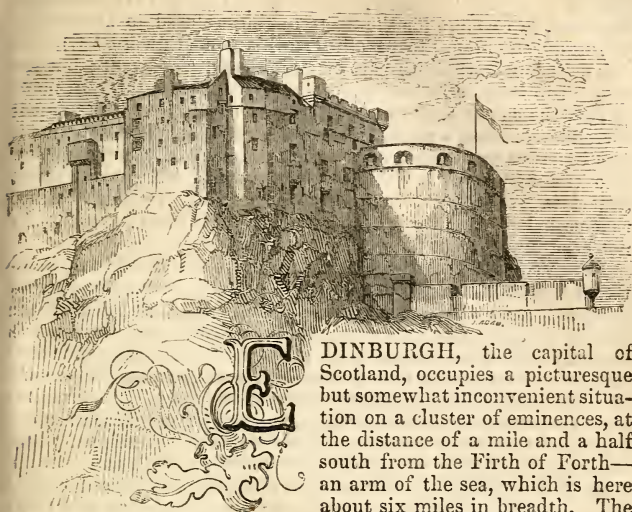 EDINBURGH, the capital of
Scotland, occupies a picturesque
but somewhat inconvenient situa-
tion on a cluster of eminences, at
the distance of a mile and a half
south from the Firth of Forth—
an arm of the sea, which is here
about six miles in breadth. The